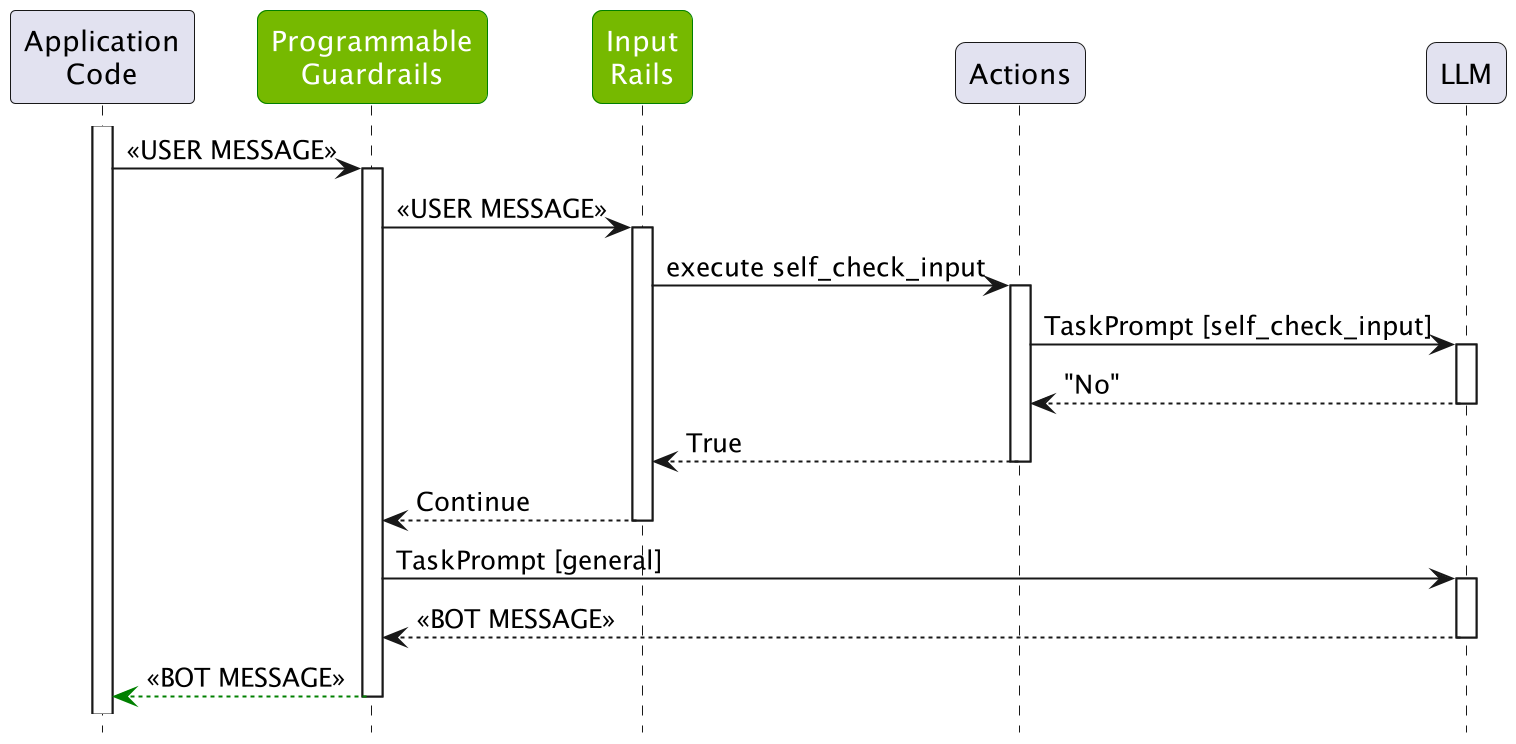 Application
Code
Programmable
Guardrails
Input
Rails
Actions
LLM
«USER MESSAGE»
«USER MESSAGE»
execute self_check_input
TaskPrompt [self_check_input]
"No"
True
Continue
TaskPrompt [general]
«BOT MESSAGE»
«BOT MESSAGE»